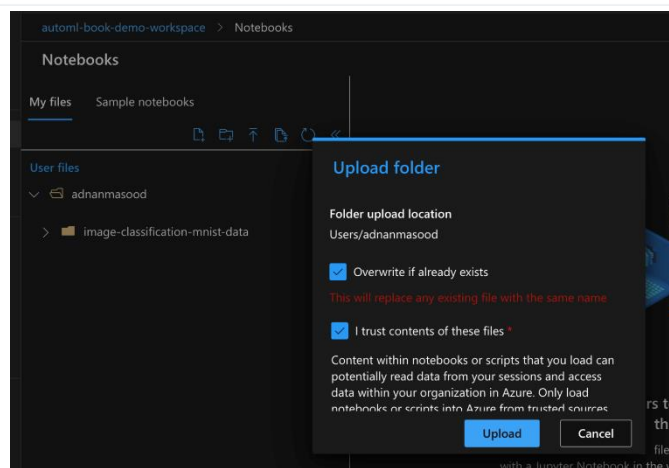 automl-book-demo-workspace > Notebooks
Notebooks
My files Sample notebooks
User files
adnanmasood
image-classification-mnist-data
Upload folder
Folder upload location
Users/adnanmasood
Overwrite if already exists
This will replace any existing file with the same name
I trust contents of these files *
Content within notebooks or scripts that you load can
potentially read data from your sessions and access
data within your organization in Azure. Only load
notebooks or scripts into Azure from trusted sources
Upload Cancel
rs t
th
file
with a Jupyter Notebook in the